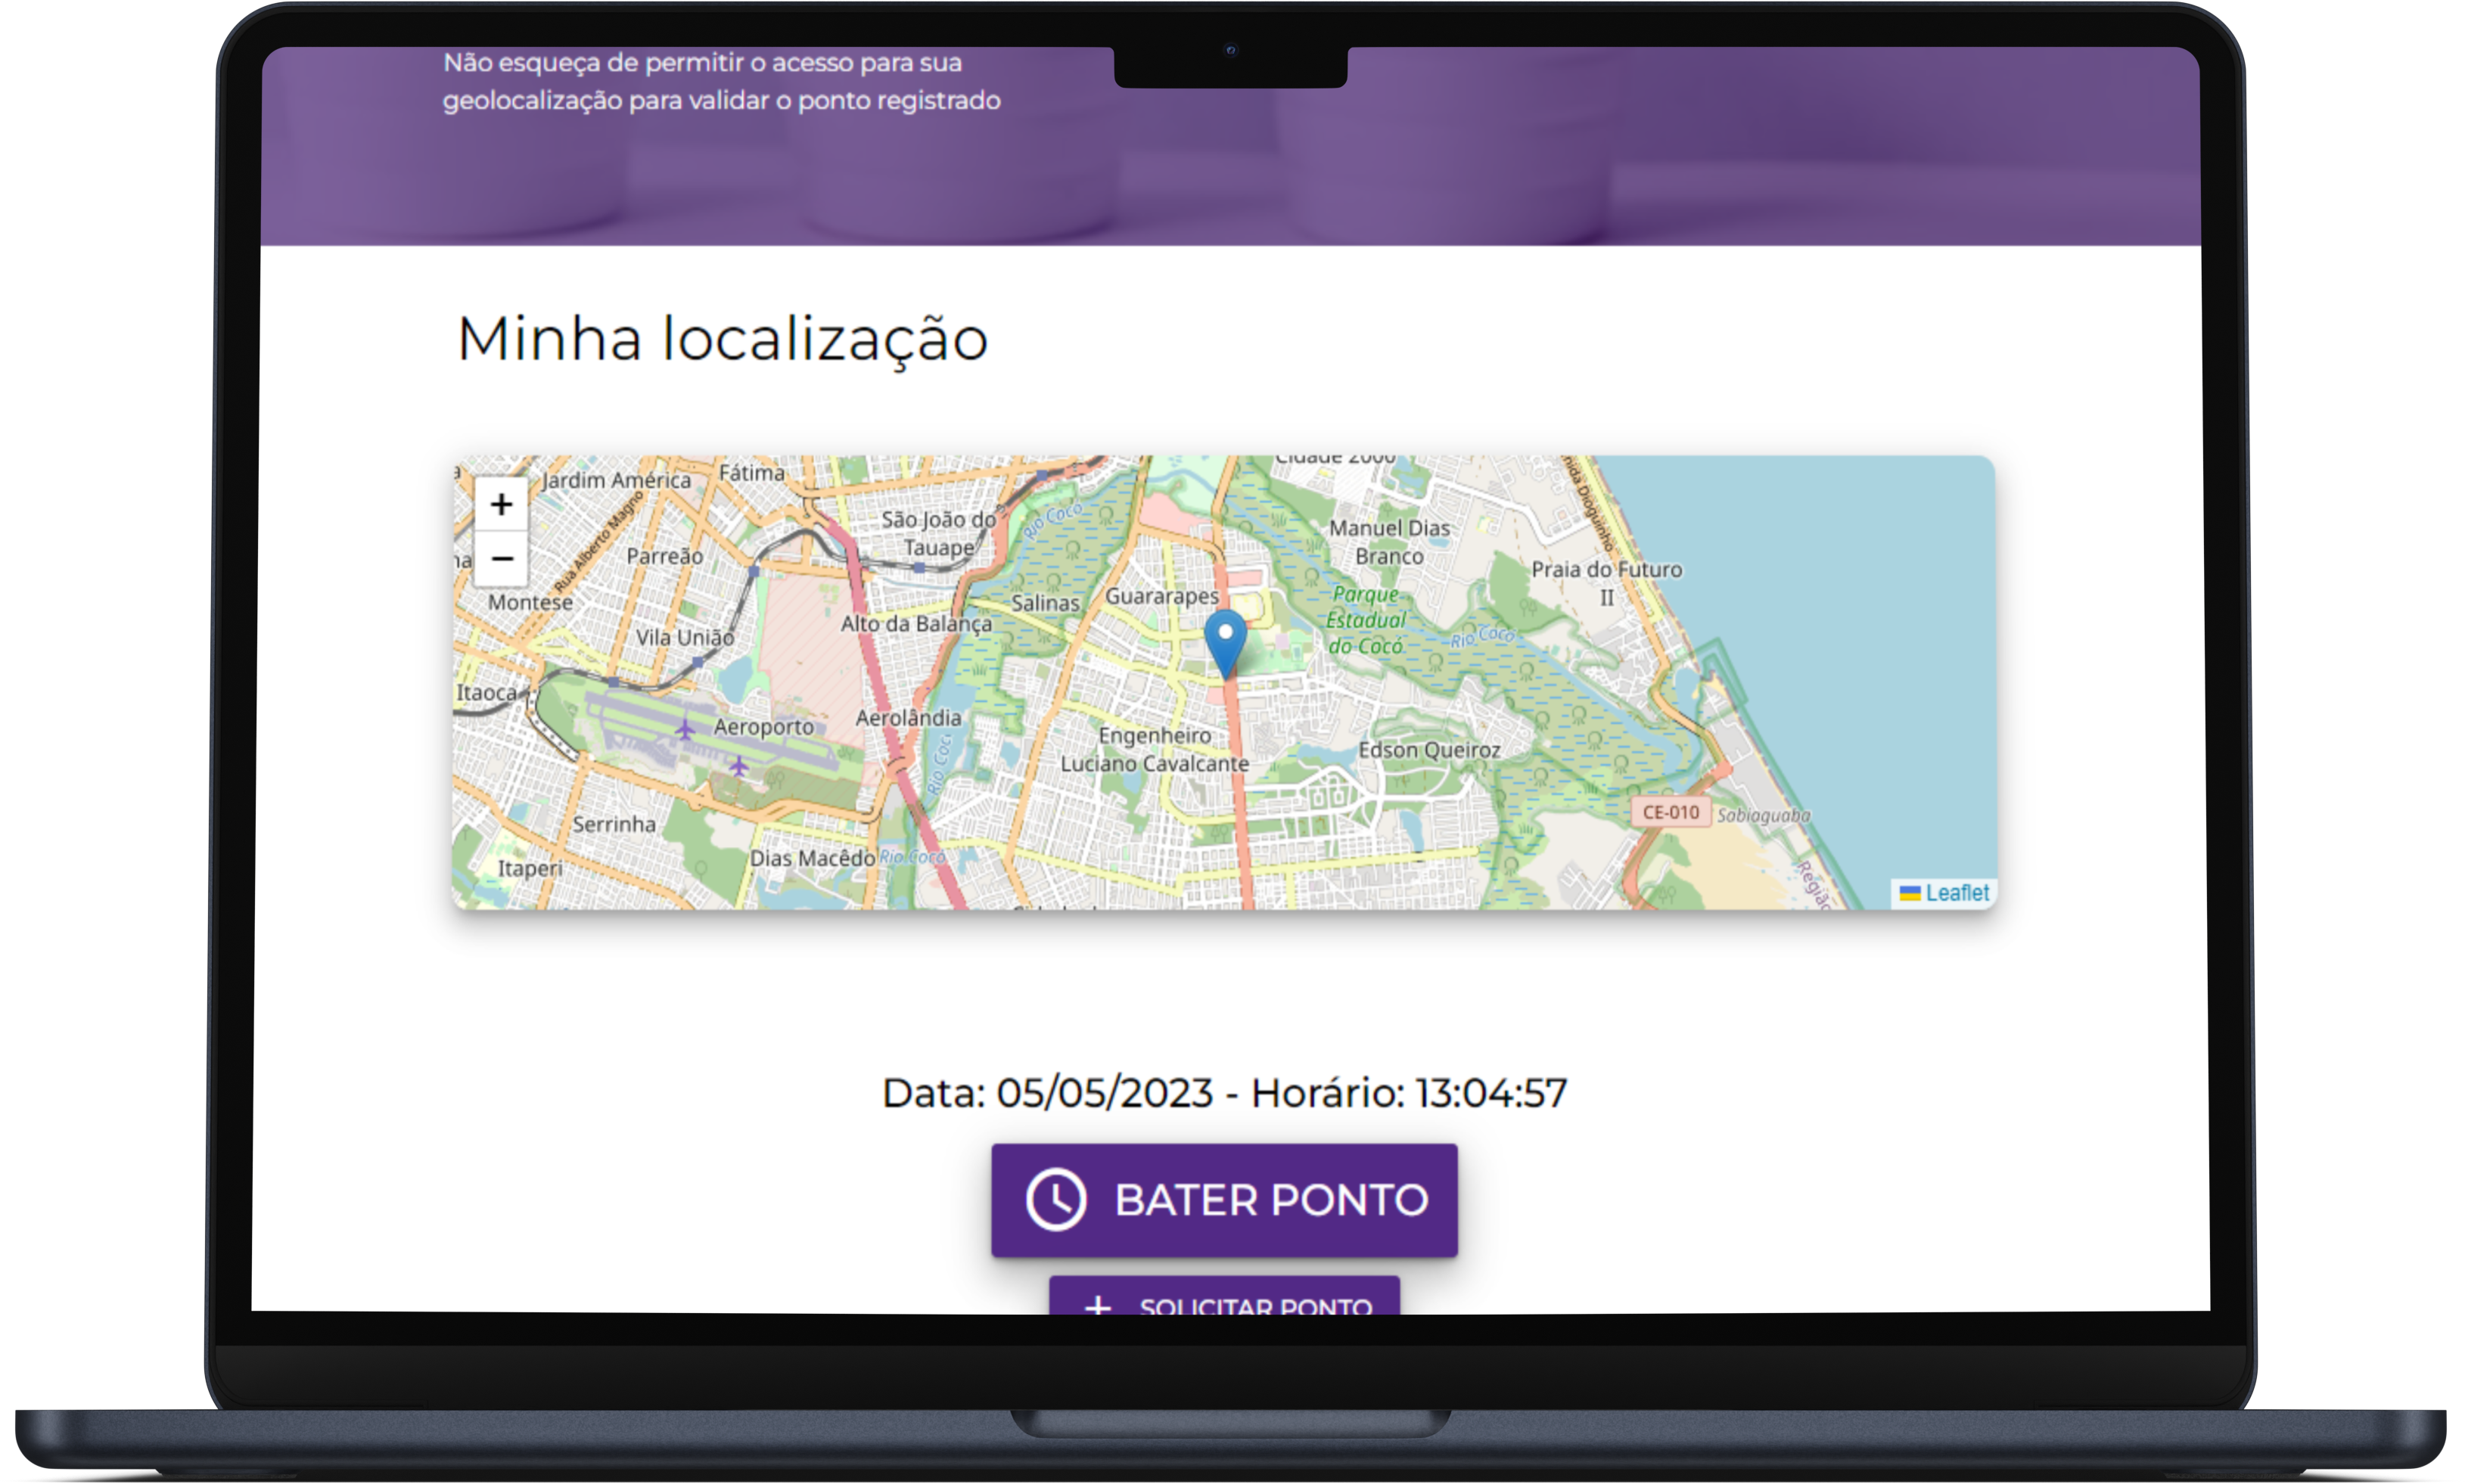 Não esqueça de permitir o acesso para sua
geolocalização para validar o ponto registrado
Minha localização
+
−
Jardim América
Fátima
Cidade 2000
Rua Alberto Magno
Parreão
São João do
Tauape
Rio Cocó
Manuel Dias
Branco
Praia do Futuro
II
Montese
Salinas
Guararapes
Parque
Estadual
do Cocó
Rio Cocó
Vila União
Alto da Balança
Itaoca
Aeroporto
Aerolândia
Engenheiro
Luciano Cavalcante
Edson Queiroz
CE-010
Sabiaguaba
Serrinha
Dias Macêdo
Rio Cocó
Itaperi
Leaflet
Data: 05/05/2023 - Horário: 13:04:57
BATER PONTO
+ SOLICITAR PONTO